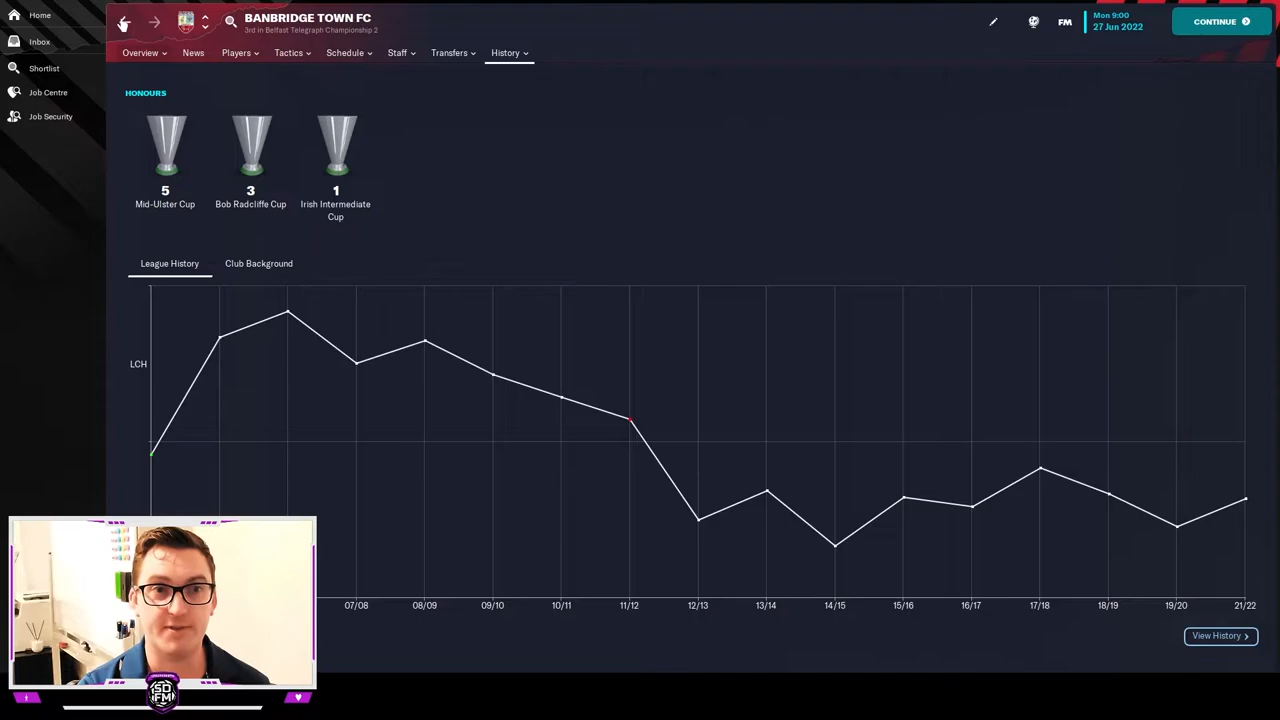 Home
Inbox
Shortlist
Job Centre
Job Security
BANBRIDGE TOWN FC
3rd in Belfast Telegraph Championship 2
FM
Mon 9:00
27 Jun 2022
CONTINUE
Overview
News
Players
Tactics
Schedule
Staff
Transfers
History
HONOURS
5
Mid-Ulster Cup
3
Bob Radcliffe Cup
1
Irish Intermediate
Cup
League History
Club Background
LCH
07/08
08/09
09/10
10/11
11/12
12/13
13/14
14/15
15/16
16/17
17/18
18/19
19/20
21/22
View History
SD
FM